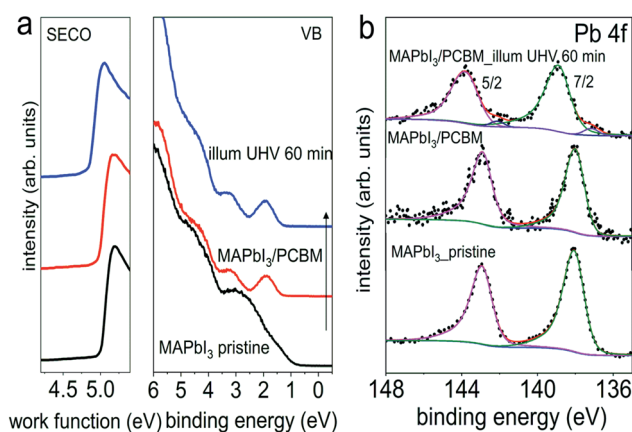 a
SECO
VB
intensity (arb. units)
illum UHV 60 min
MAPbI₃/PCBM
MAPbI₃ pristine
4.5 5.0
6 5 4 3 2 1 0
work function (eV)
binding energy (eV)
b
Pb 4f
MAPbI₃/PCBM_illum UHV 60 min
5/2
7/2
MAPbI₃/PCBM
MAPbI₃_pristine
intensity (arb. units)
148 144 140 136
binding energy (eV)